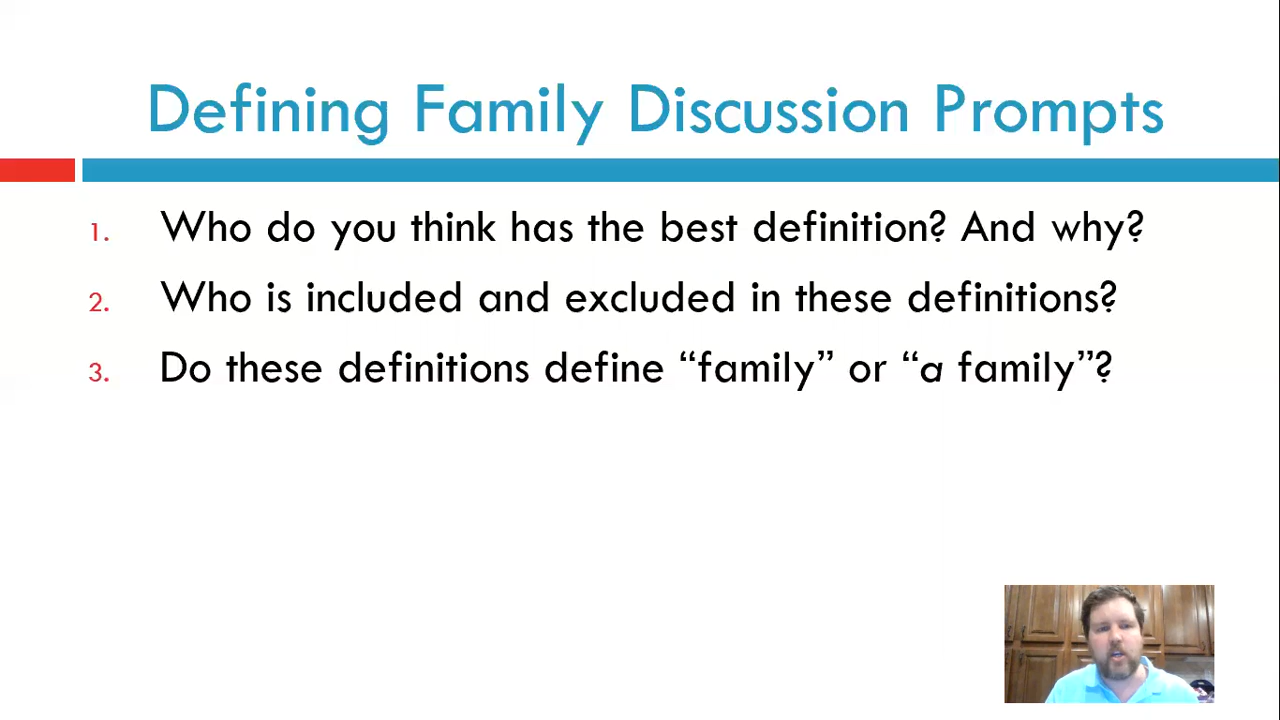 Defining Family Discussion Prompts
1. Who do you think has the best definition? And why?
2. Who is included and excluded in these definitions?
3. Do these definitions define “family” or “a family”?